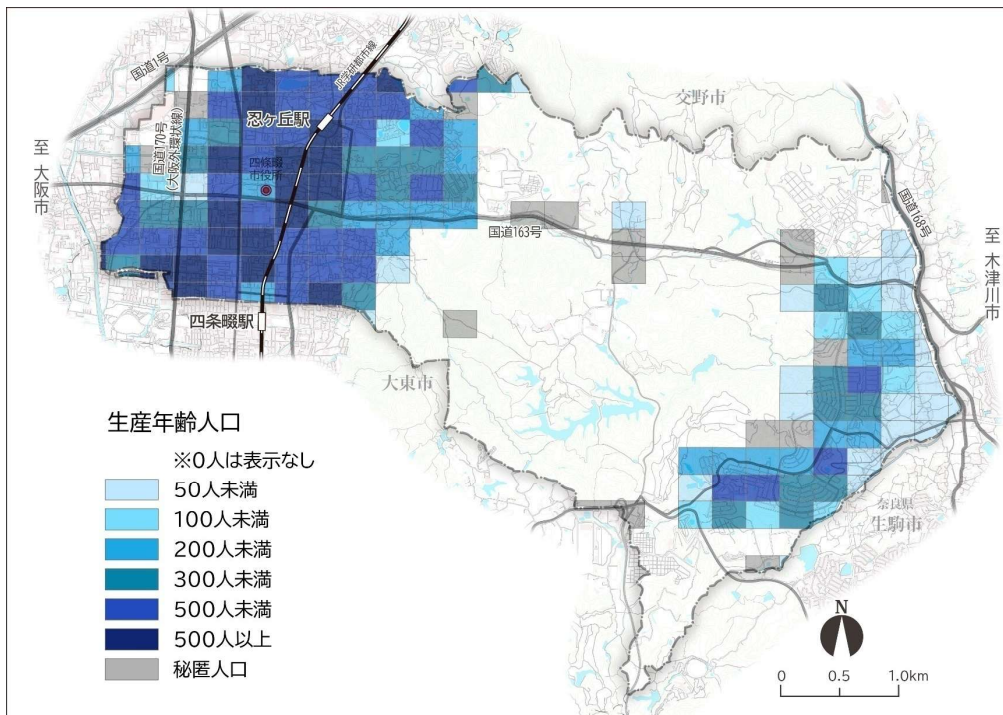 国道1号
JR学研都市線
交野市
忍ヶ丘駅
国道170号
(大阪外環状線)
至 大阪市
四條畷
市役所
国道163号
国道168号
至 木津川市
四条畷駅
大東市
生産年齢人口
※0人は表示なし
50人未満
100人未満
200人未満
300人未満
500人未満
500人以上
秘匿人口
奈良県
生駒市
N
0 0.5 1.0km